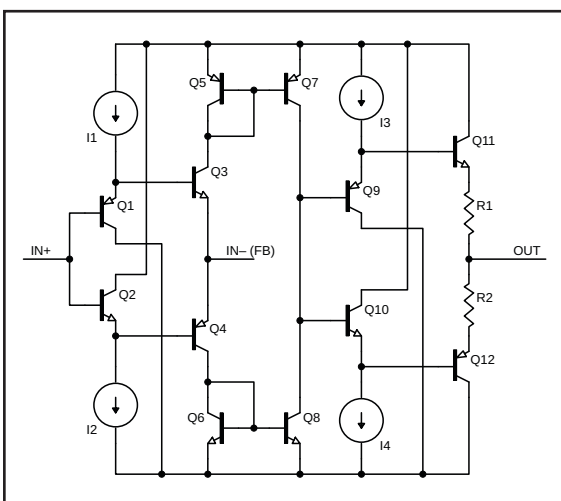 Q5
Q7
I1
I3
Q11
Q3
Q1
Q9
R1
IN+
IN– (FB)
OUT
Q2
Q10
R2
Q4
Q12
I2
Q6
Q8
I4